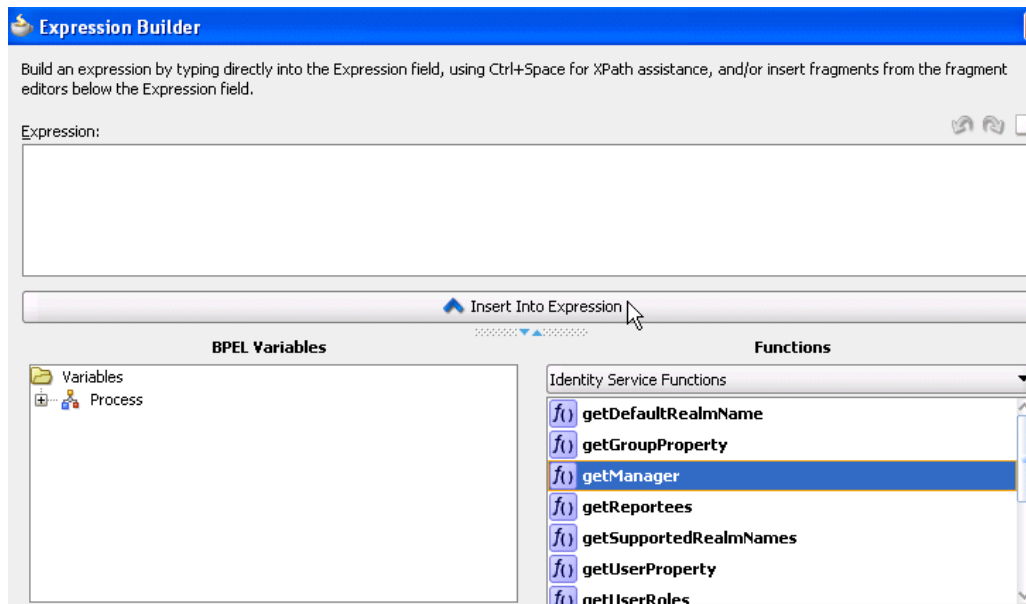 Expression Builder
Build an expression by typing directly into the Expression field, using Ctrl+Space for XPath assistance, and/or insert fragments from the fragment
editors below the Expression field.
Expression:
Insert Into Expression
BPEL Variables
Functions
Variables
Process
Identity Service Functions
f() getDefaultRealmName
f() getGroupProperty
f() getManager
f() getReportees
f() getSupportedRealmNames
f() getUserProperty
f() getUserRoles